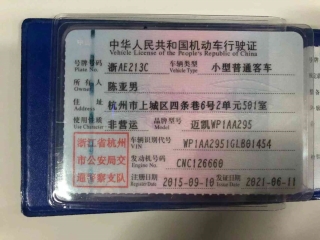 中华人民共和国机动车行驶证
Vehicle License of the People's Republic of China
号牌号码 浙AE213C 车辆类型 小型普通客车
Plate No. Vehicle Type
所有人 陈亚男
Owner
住址 杭州市上城区四条巷6号2单元501室
Address
使用性质 非营运 品牌型号 迈凯WP1AA295
Use Character Model
浙江省杭州
市公安局交
通警察支队
车辆识别代号 WP1AA2951GLB01454
VIN
发动机号码 CNC126660
Engine No.
注册日期 2015-09-10 发证日期 2021-06-11
Register Date Issue Date